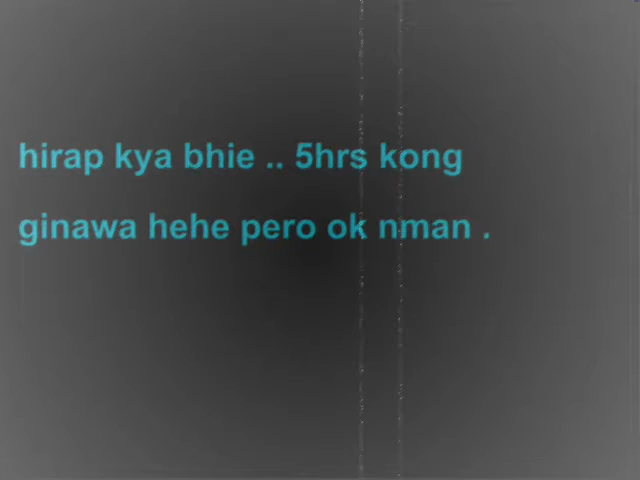 hirap kya bhie .. 5hrs kong
ginawa hehe pero ok nman .